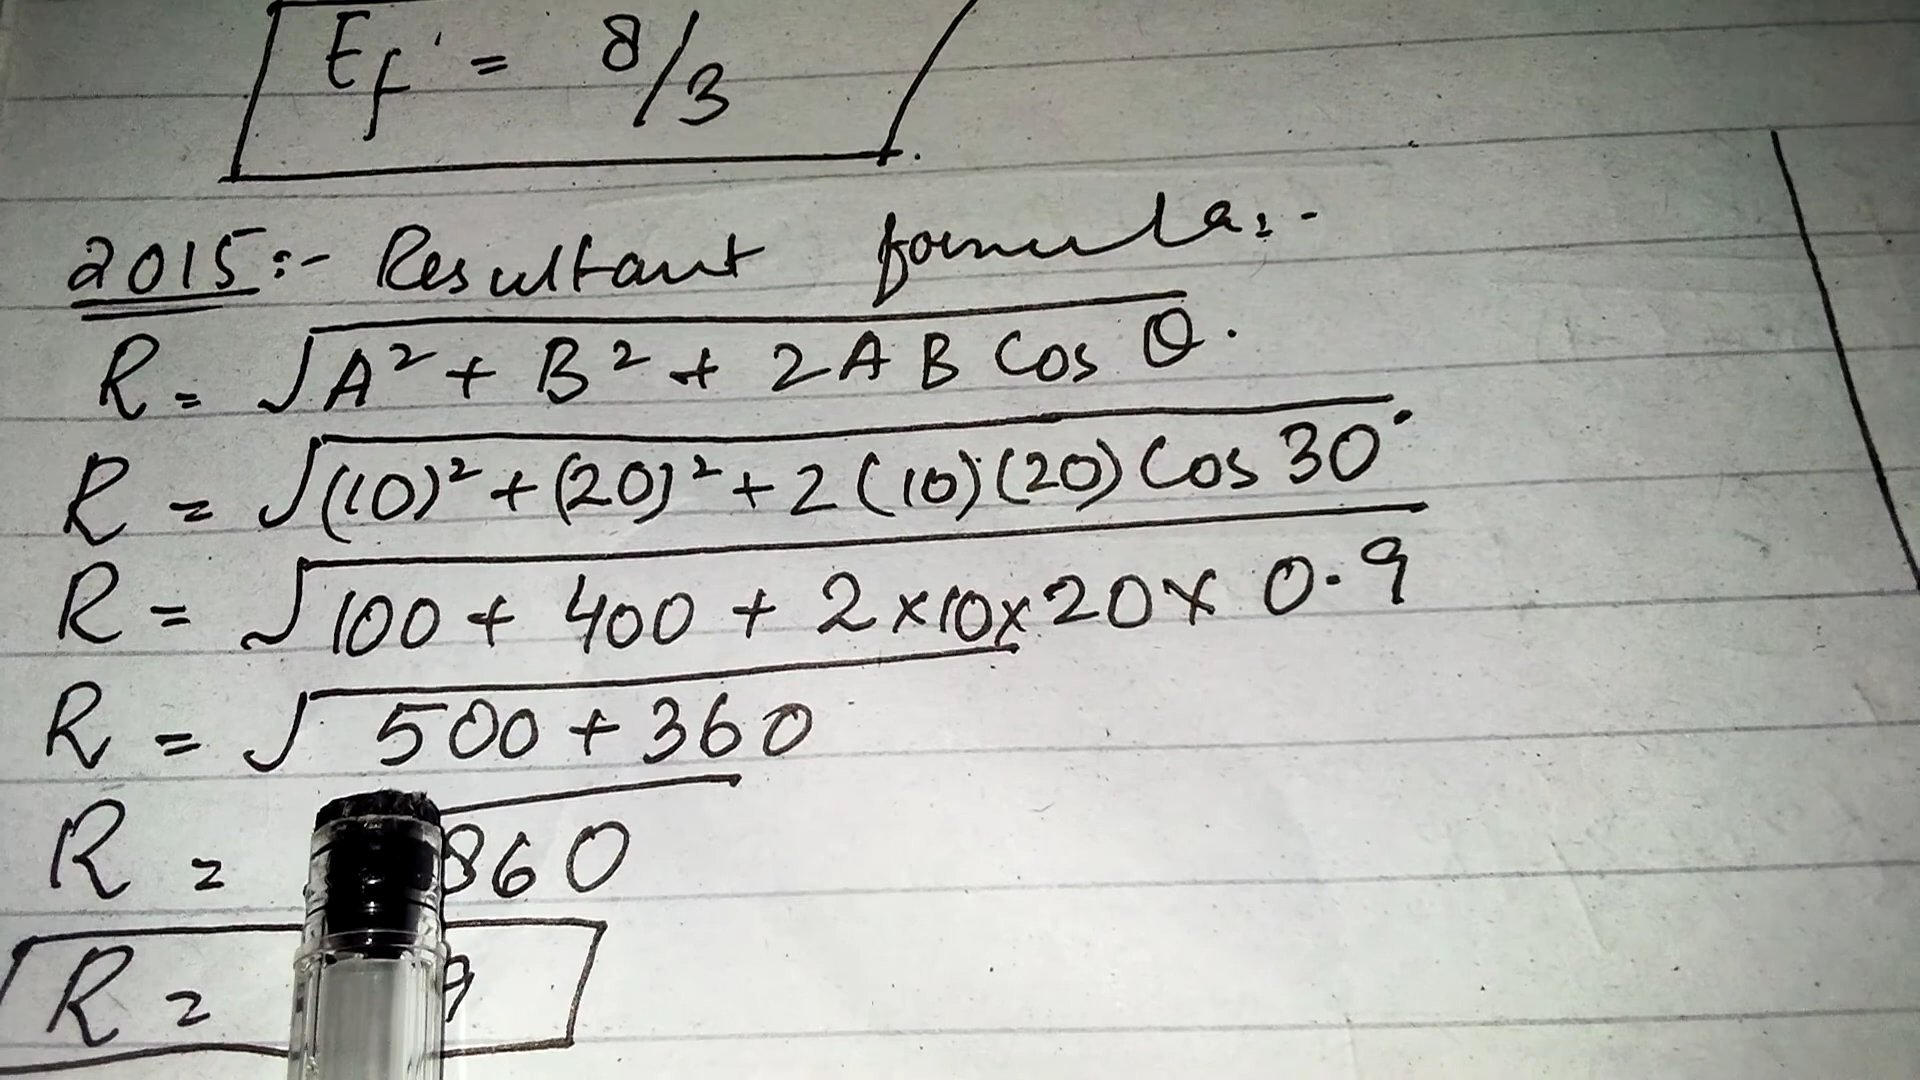 Ef' = 8/3
2015:- Resultant formula:-
R = √A² + B² + 2AB Cos θ.
R = √(10)² + (20)² + 2(10)(20) Cos 30°
R = √100 + 400 + 2×10×20× 0.9
R = √500 + 360
R = 860
R = 9